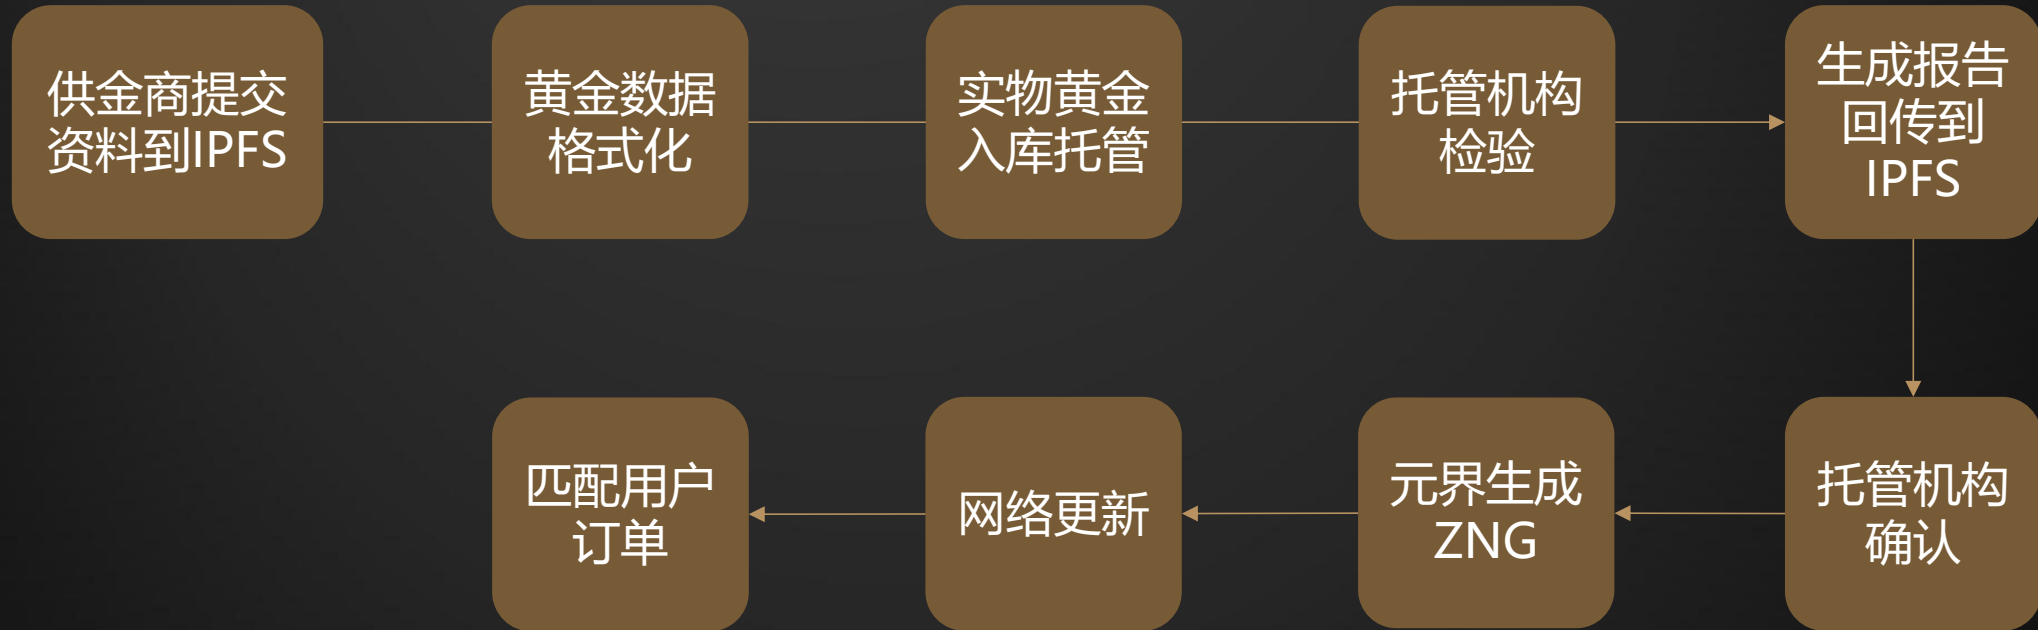 供金商提交
资料到IPFS
黄金数据
格式化
实物黄金
入库托管
托管机构
检验
生成报告
回传到
IPFS
托管机构
确认
元界生成
ZNG
网络更新
匹配用户
订单